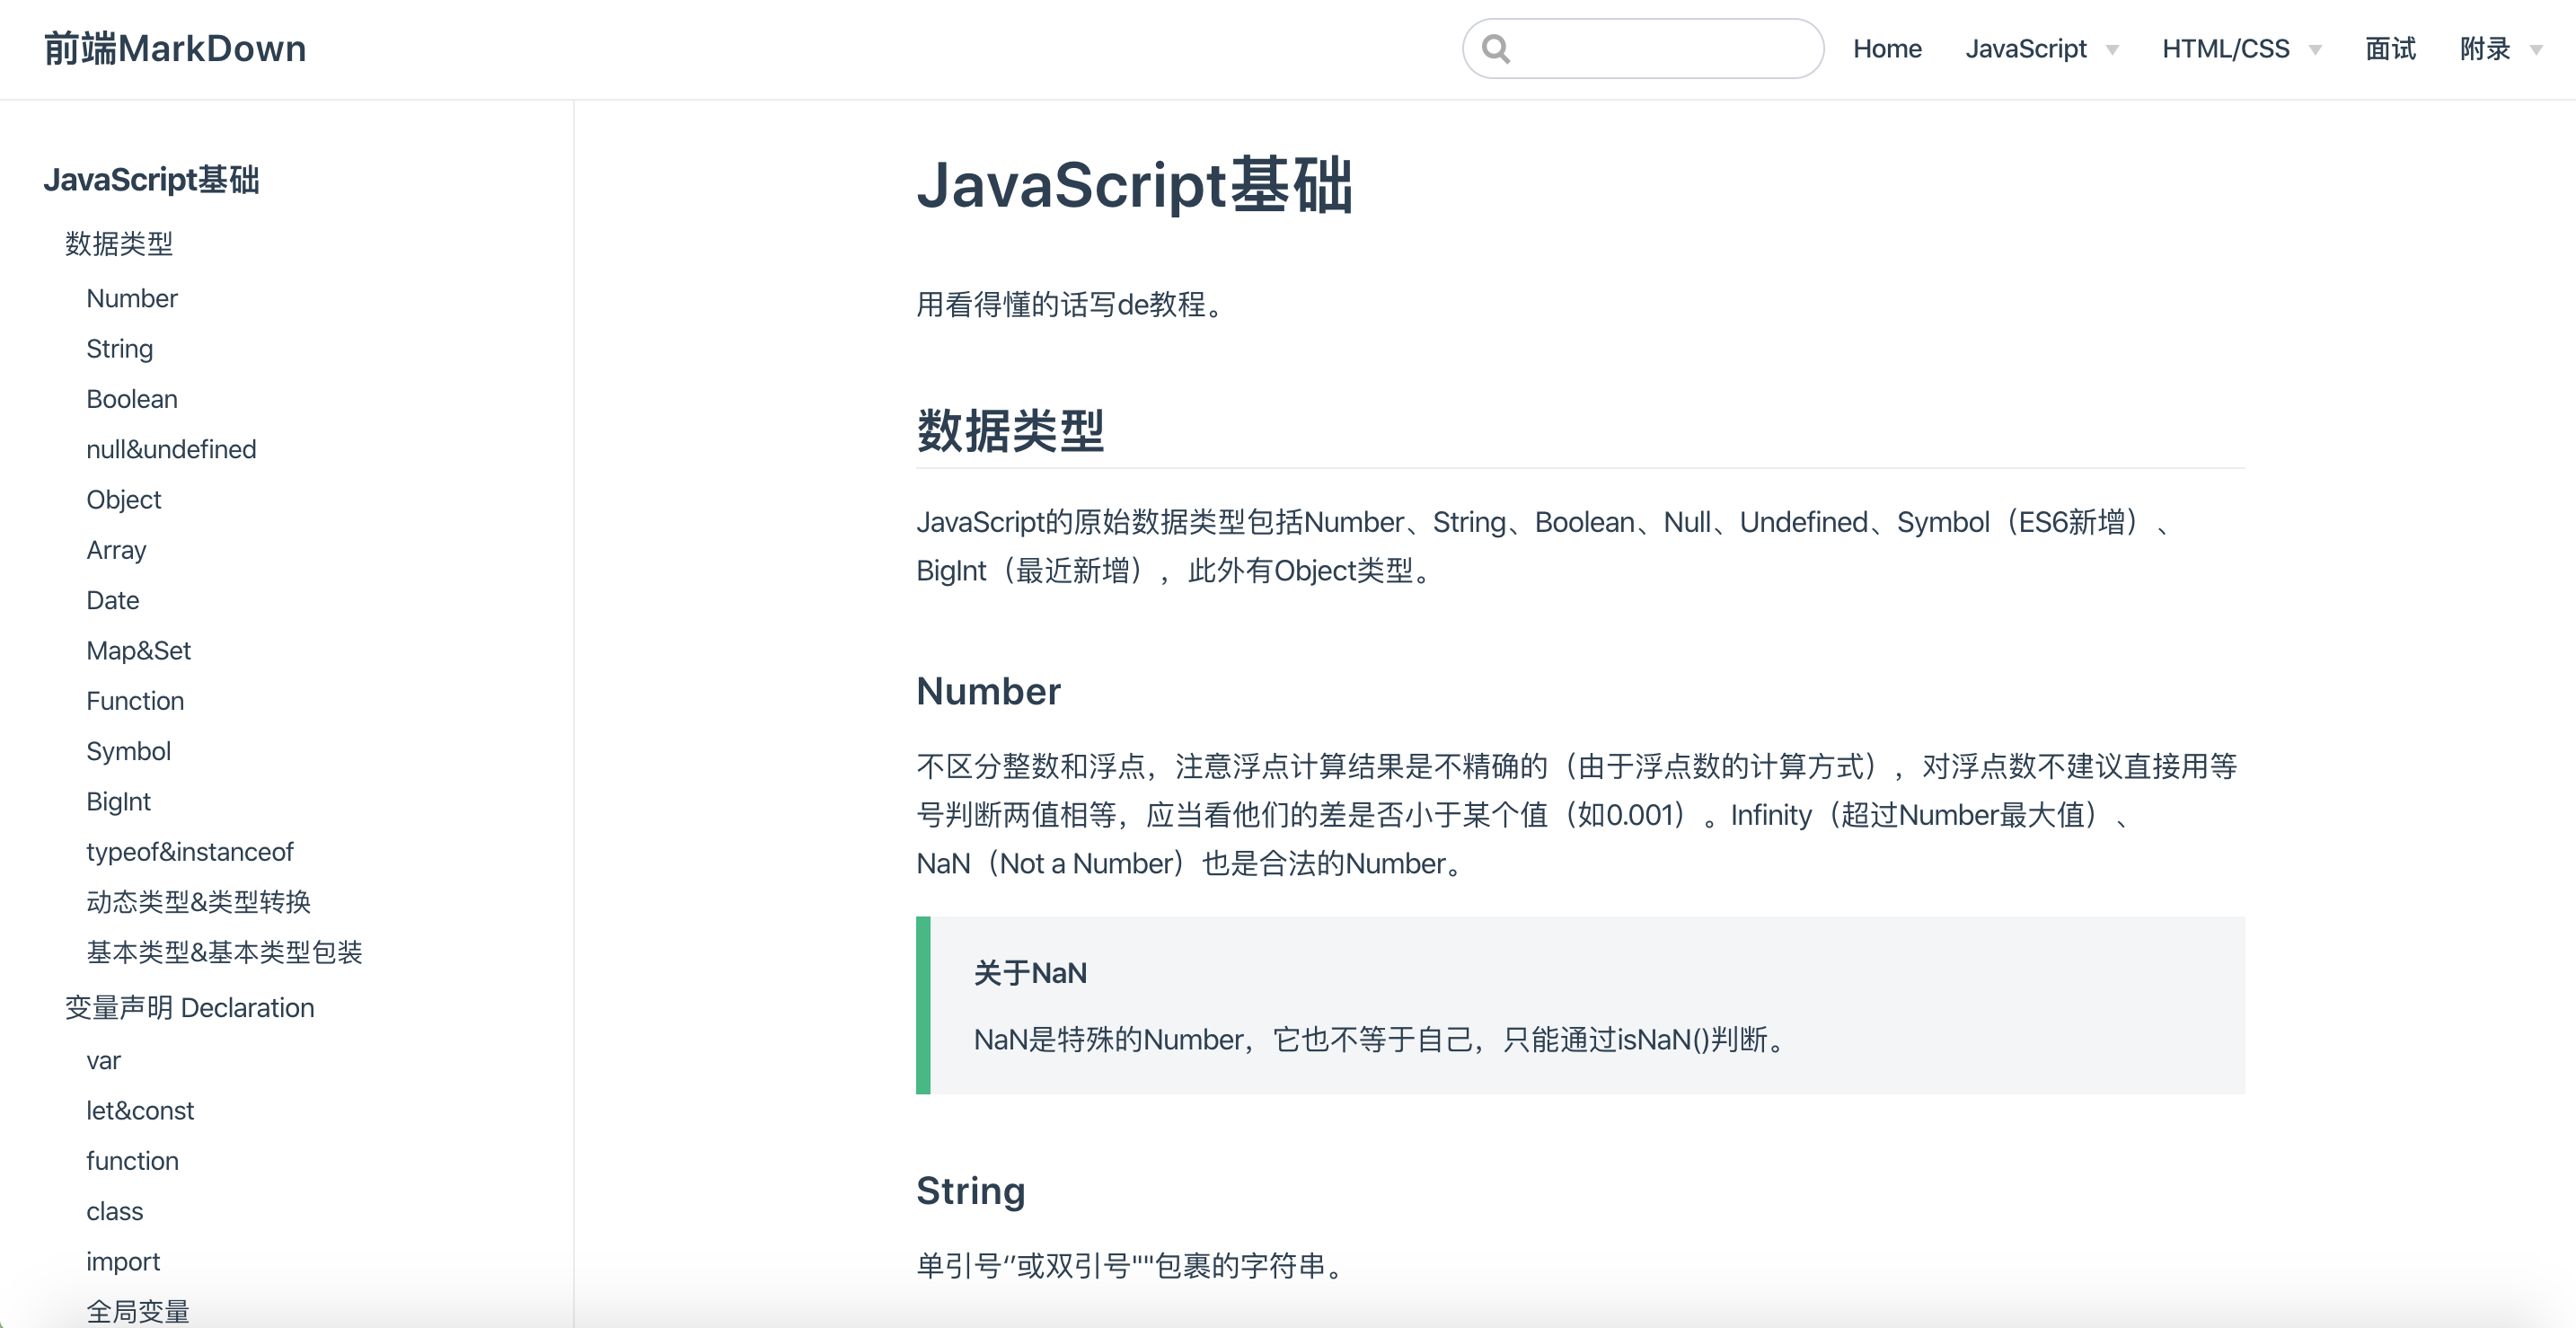 前端MarkDown
Home
JavaScript
HTML/CSS
面试
附录
JavaScript基础
数据类型
Number
String
Boolean
null&undefined
Object
Array
Date
Map&Set
Function
Symbol
BigInt
typeof&instanceof
动态类型&类型转换
基本类型&基本类型包装
变量声明 Declaration
var
let&const
function
class
import
全局变量
JavaScript基础
用看得懂的话写de教程。
数据类型
JavaScript的原始数据类型包括Number、String、Boolean、Null、Undefined、Symbol（ES6新增）、
BigInt（最近新增），此外有Object类型。
Number
不区分整数和浮点，注意浮点计算结果是不精确的（由于浮点数的计算方式），对浮点数不建议直接用等
号判断两值相等，应当看他们的差是否小于某个值（如0.001）。Infinity（超过Number最大值）、
NaN（Not a Number）也是合法的Number。
关于NaN
NaN是特殊的Number，它也不等于自己，只能通过isNaN()判断。
String
单引号‘’或双引号""包裹的字符串。